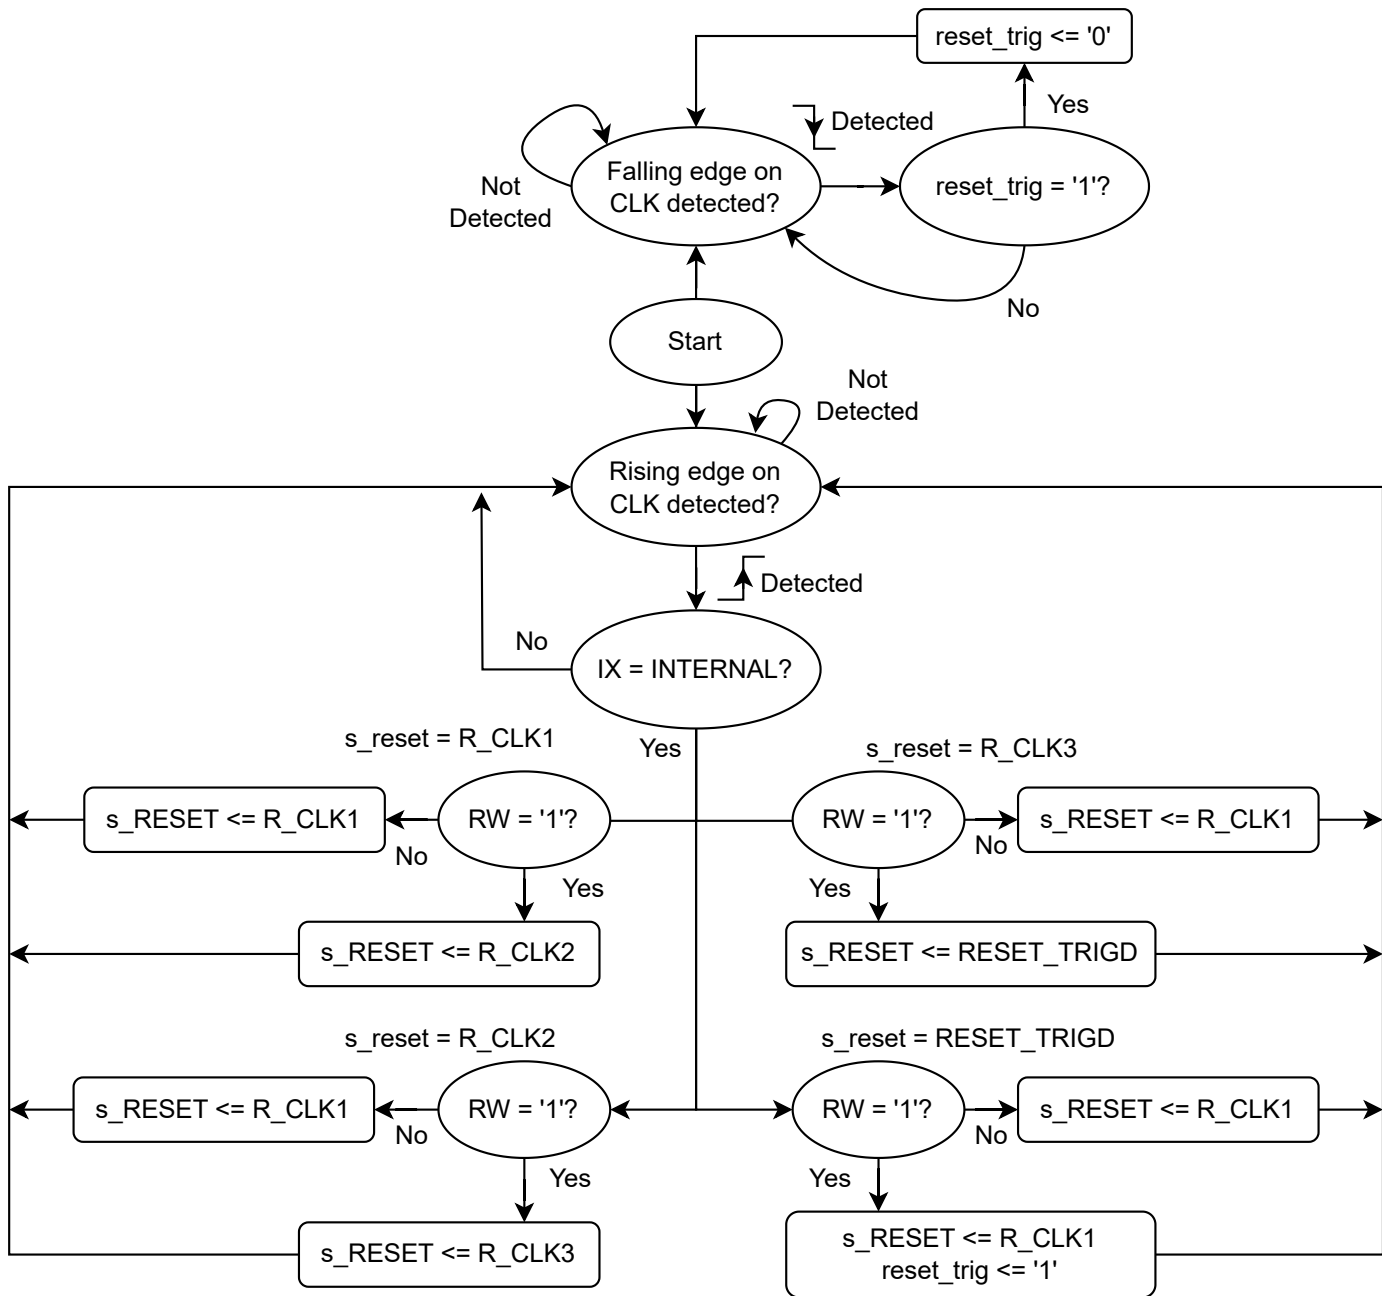 reset_trig <= '0'
Yes
Detected
Falling edge on
CLK detected?
reset_trig = '1'?
Not
Detected
No
Start
Not
Detected
Rising edge on
CLK detected?
Detected
No
IX = INTERNAL?
s_reset = R_CLK1
Yes
s_reset = R_CLK3
s_RESET <= R_CLK1
RW = '1'?
RW = '1'?
s_RESET <= R_CLK1
No
No
Yes
Yes
s_RESET <= R_CLK2
s_RESET <= RESET_TRIGD
s_reset = R_CLK2
s_reset = RESET_TRIGD
s_RESET <= R_CLK1
RW = '1'?
RW = '1'?
s_RESET <= R_CLK1
No
No
Yes
Yes
s_RESET <= R_CLK3
s_RESET <= R_CLK1
reset_trig <= '1'